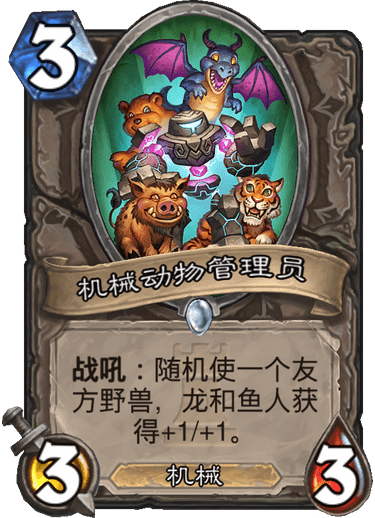 3
机械动物管理员
战吼：随机使一个友
方野兽，龙和鱼人获
得+1/+1。
3
机械
3